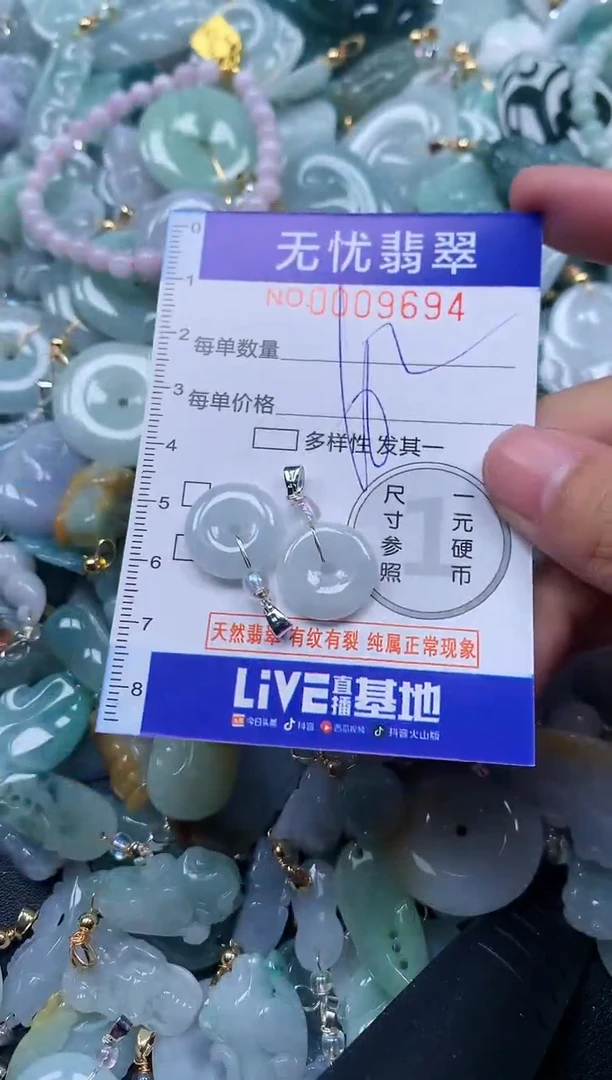 无忧翡翠
NO.0009694
每单数量
每单价格
多样性 发其一
0
1
2
3
4
5
6
7
8
1
一元硬币
尺寸参照
天然翡翠 有纹有裂 纯属正常现象
LiVE直播基地
今日头条 抖音 西瓜视频 抖音火山版